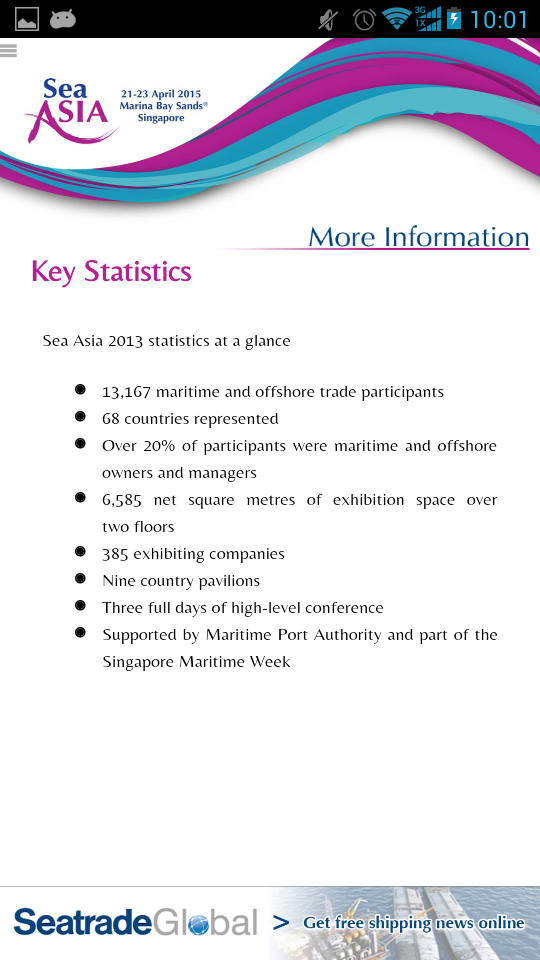 3G
1X
10:01
Sea
ASIA
21-23 April 2015
Marina Bay Sands®
Singapore
More Information
Key Statistics
Sea Asia 2013 statistics at a glance
13,167 maritime and offshore trade participants
68 countries represented
Over 20% of participants were maritime and offshore
owners and managers
6,585 net square metres of exhibition space over
two floors
385 exhibiting companies
Nine country pavilions
Three full days of high-level conference
Supported by Maritime Port Authority and part of the
Singapore Maritime Week
SeatradeGlobal > Get free shipping news online